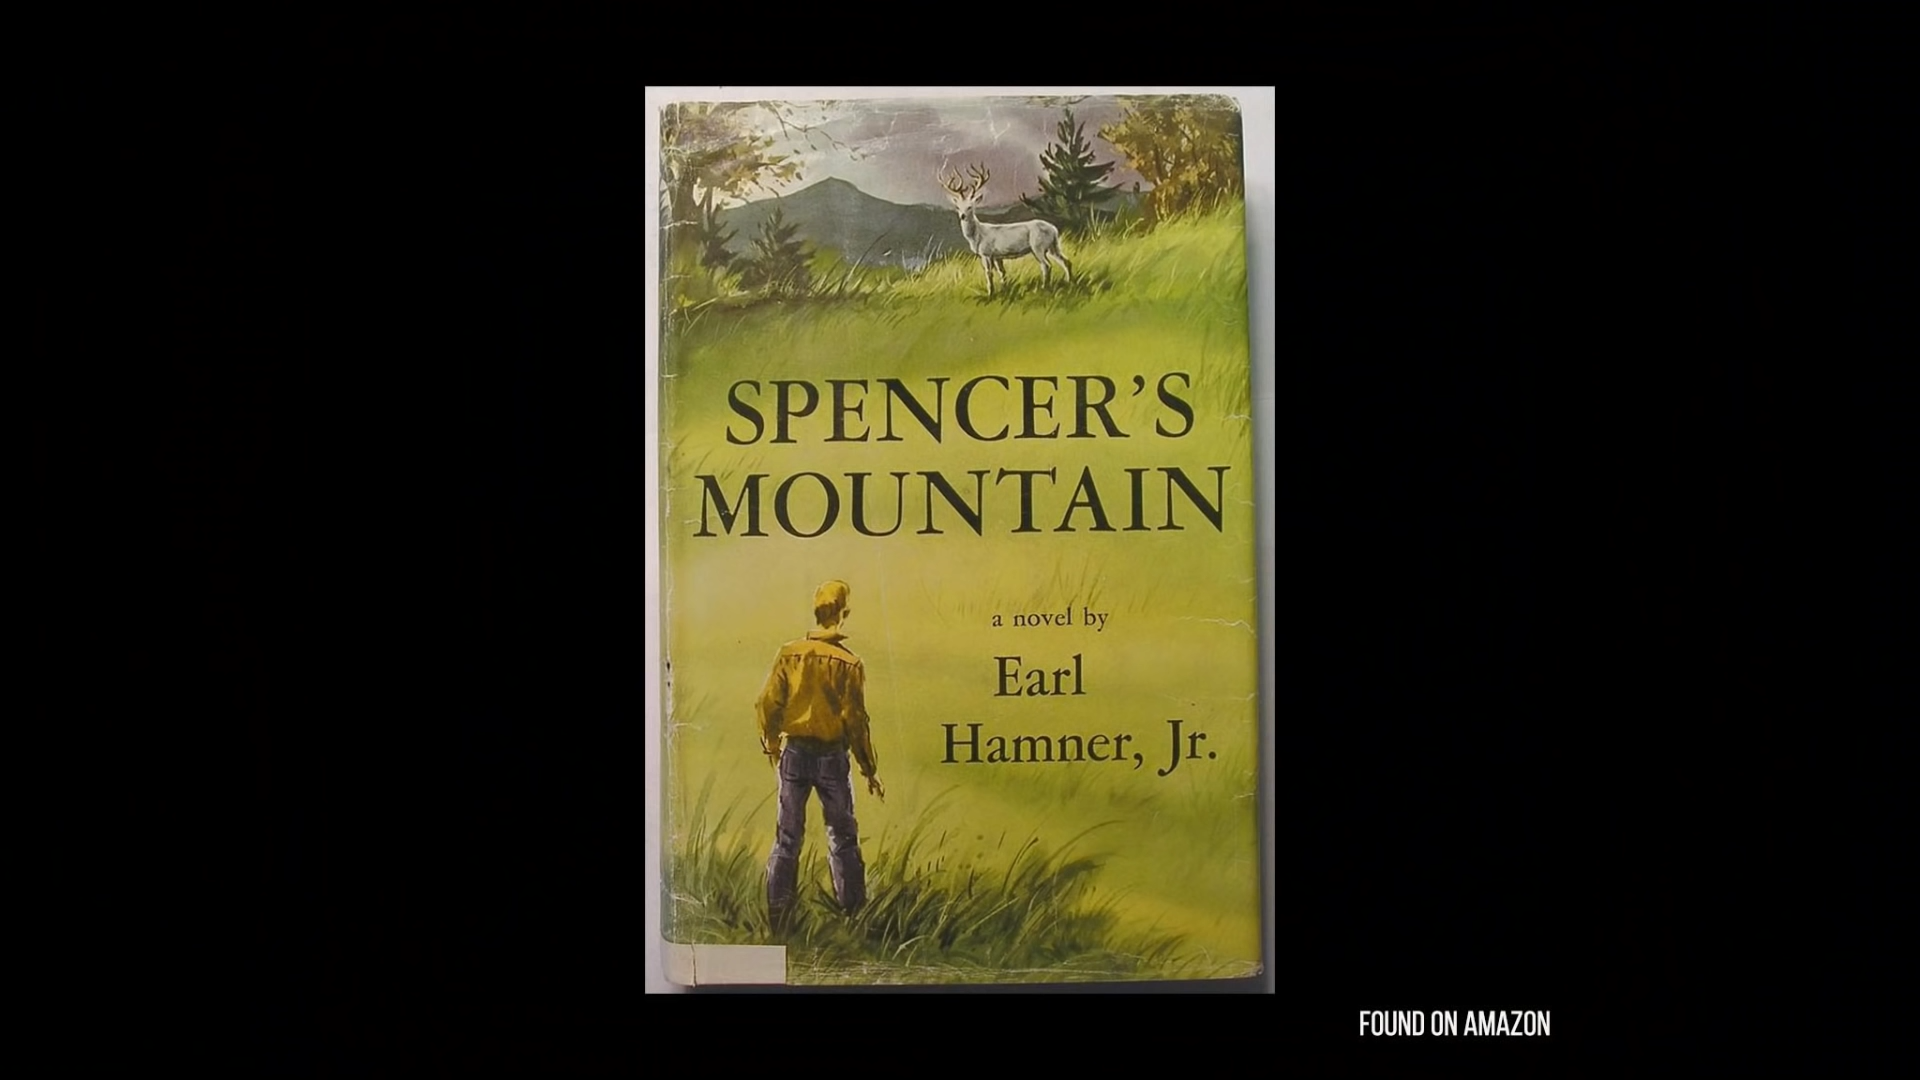 SPENCER'S
MOUNTAIN
a novel by
Earl
Hamner, Jr.
FOUND ON AMAZON